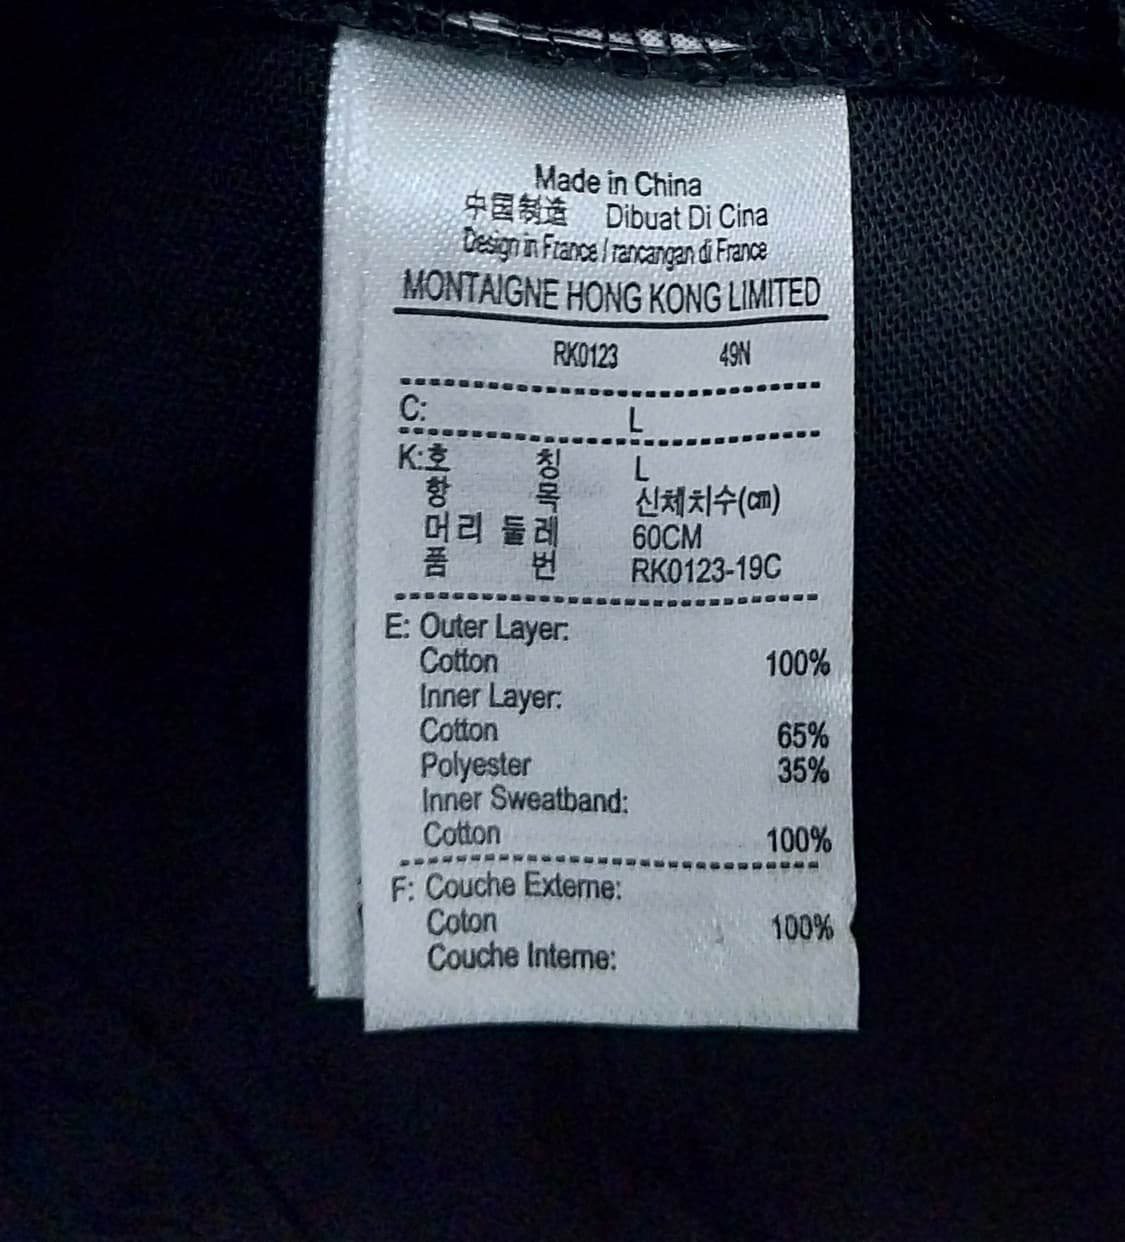 Made in China
中国制造 Dibuat Di Cina
Design in France / rancangan di France
MONTAIGNE HONG KONG LIMITED
RK0123 49N
C: L
K:호 칭 L
항 목 신체치수(cm)
머리 둘레 60CM
품 번 RK0123-19C
E: Outer Layer:
Cotton 100%
Inner Layer:
Cotton 65%
Polyester 35%
Inner Sweatband:
Cotton 100%
F: Couche Externe:
Coton 100%
Couche Interne: